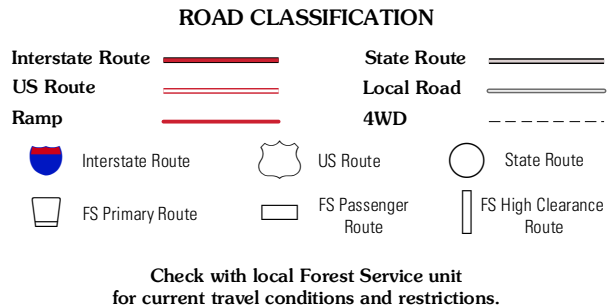 ROAD CLASSIFICATION
Interstate Route
State Route
US Route
Local Road
Ramp
4WD
Interstate Route
US Route
State Route
FS Primary Route
FS Passenger
Route
FS High Clearance
Route
Check with local Forest Service unit
for current travel conditions and restrictions.